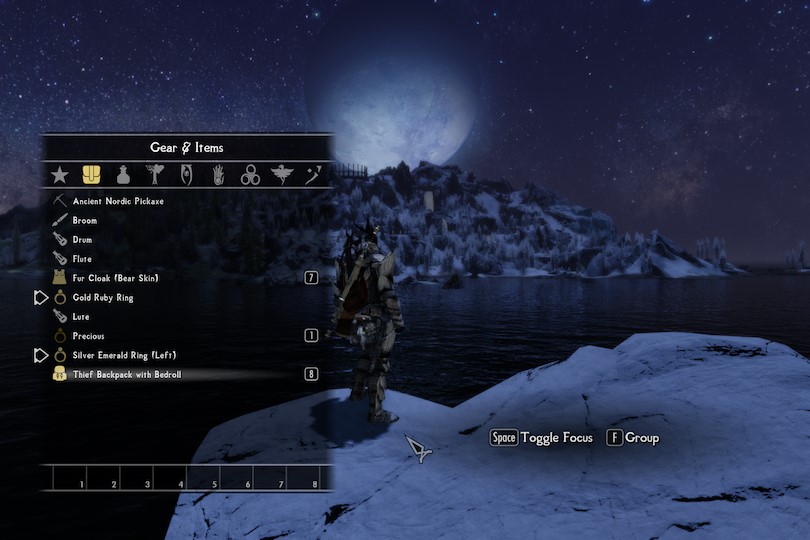 Gear & Items
Ancient Nordic Pickaxe
Broom
Drum
Flute
Fur Cloak (Bear Skin) 7
Gold Ruby Ring
Lute
Precious 1
Silver Emerald Ring (Left)
Thief Backpack with Bedroll 8
Space Toggle Focus F Group
1 2 3 4 5 6 7 8